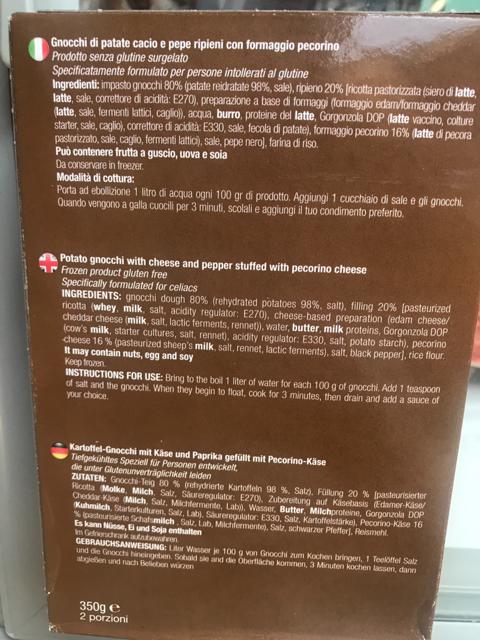 Gnocchi di patate cacio e pepe ripieni con formaggio pecorino
Prodotto senza glutine surgelato
Specificatamente formulato per persone intolleranti al glutine
Ingredienti: impasto gnocchi 80% (patate reidratate 98%, sale), ripieno 20% [ricotta pastorizzata (siero di latte,
latte, sale, correttore di acidità: E270), preparazione a base di formaggi (formaggio edam/formaggio cheddar
(latte, sale, fermenti lattici, caglio)), acqua, burro, proteine del latte, Gorgonzola DOP (latte vaccino, colture
starter, sale, caglio), correttore di acidità: E330, sale, fecola di patate), formaggio pecorino 16% (latte di pecora
pastorizzato, sale, caglio, fermenti lattici), sale, pepe nero], farina di riso.
Può contenere frutta a guscio, uova e soia
Da conservare in freezer.
Modalità di cottura:
Porta ad ebollizione 1 litro di acqua ogni 100 gr di prodotto. Aggiungi 1 cucchiaio di sale e gli gnocchi.
Quando vengono a galla cuocili per 3 minuti, scolali e aggiungi il tuo condimento preferito.
Potato gnocchi with cheese and pepper stuffed with pecorino cheese
Frozen product gluten free
Specifically formulated for celiacs
INGREDIENTS: gnocchi dough 80% (rehydrated potatoes 98%, salt), filling 20% [pasteurized
ricotta (whey, milk, salt, acidity regulator: E270), cheese-based preparation (edam cheese/
cheddar cheese (milk, salt, lactic ferments, rennet)), water, butter, milk proteins, Gorgonzola DOP
(cow's milk, starter cultures, salt, rennet), acidity regulator: E330, salt, potato starch), pecorino
cheese 16 % (pasteurized sheep's milk, salt, rennet, lactic ferments), salt, black pepper], rice flour.
It may contain nuts, egg and soy
Keep frozen.
INSTRUCTIONS FOR USE: Bring to the boil 1 liter of water for each 100 g of gnocchi. Add 1 teaspoon
of salt and the gnocchi. When they begin to float, cook for 3 minutes, then drain and add a sauce of
your choice.
Kartoffel-Gnocchi mit Käse und Paprika gefüllt mit Pecorino-Käse
Tiefgekühltes Speziell für Personen entwickelt,
die unter Glutenunverträglichkeit leiden
ZUTATEN: Gnocchi-Teig 80 % (rehydrierte Kartoffeln 98 %, Salz), Füllung 20 % [pasteurisierter
Ricotta (Molke, Milch, Salz, Säureregulator: E270), Zubereitung auf Käsebasis (Edamer-Käse/
Cheddar-Käse (Milch, Salz, Milchfermente, Lab)), Wasser, Butter, Milchproteine, Gorgonzola DOP
(Kuhmilch, Starterkulturen, Salz, Lab), Säureregulator: E330, Salz, Kartoffelstärke), Pecorino-Käse 16
% (pasteurisierte Schafsmilch , Salz, Lab, Milchfermente), Salz, schwarzer Pfeffer], Reismehl.
Es kann Nüsse, Ei und Soja enthalten
Im Gefrierschrank aufzubewahren.
GEBRAUCHSANWEISUNG: Liter Wasser je 100 g von Gnocchi zum Kochen bringen, 1 Teelöffel Salz
und die Gnocchi hineingeben. Sobald sie and die Oberfläche kommen, 3 Minuten kochen lassen, dann
abgießen und nach Belieben würzen
350g e
2 porzioni